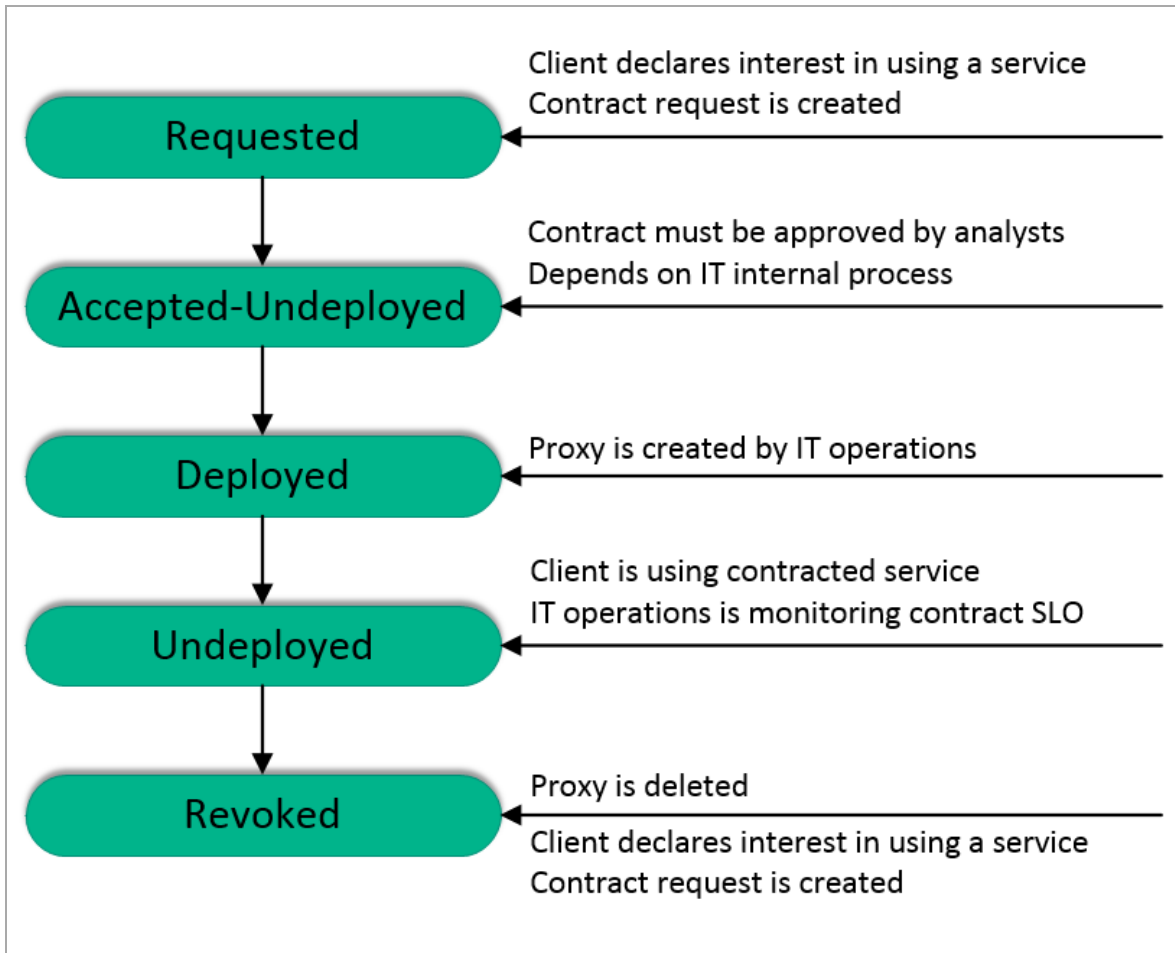 Client declares interest in using a service
Contract request is created
Requested
Contract must be approved by analysts
Depends on IT internal process
Accepted-Undeployed
Proxy is created by IT operations
Deployed
Client is using contracted service
IT operations is monitoring contract SLO
Undeployed
Proxy is deleted
Revoked
Client declares interest in using a service
Contract request is created